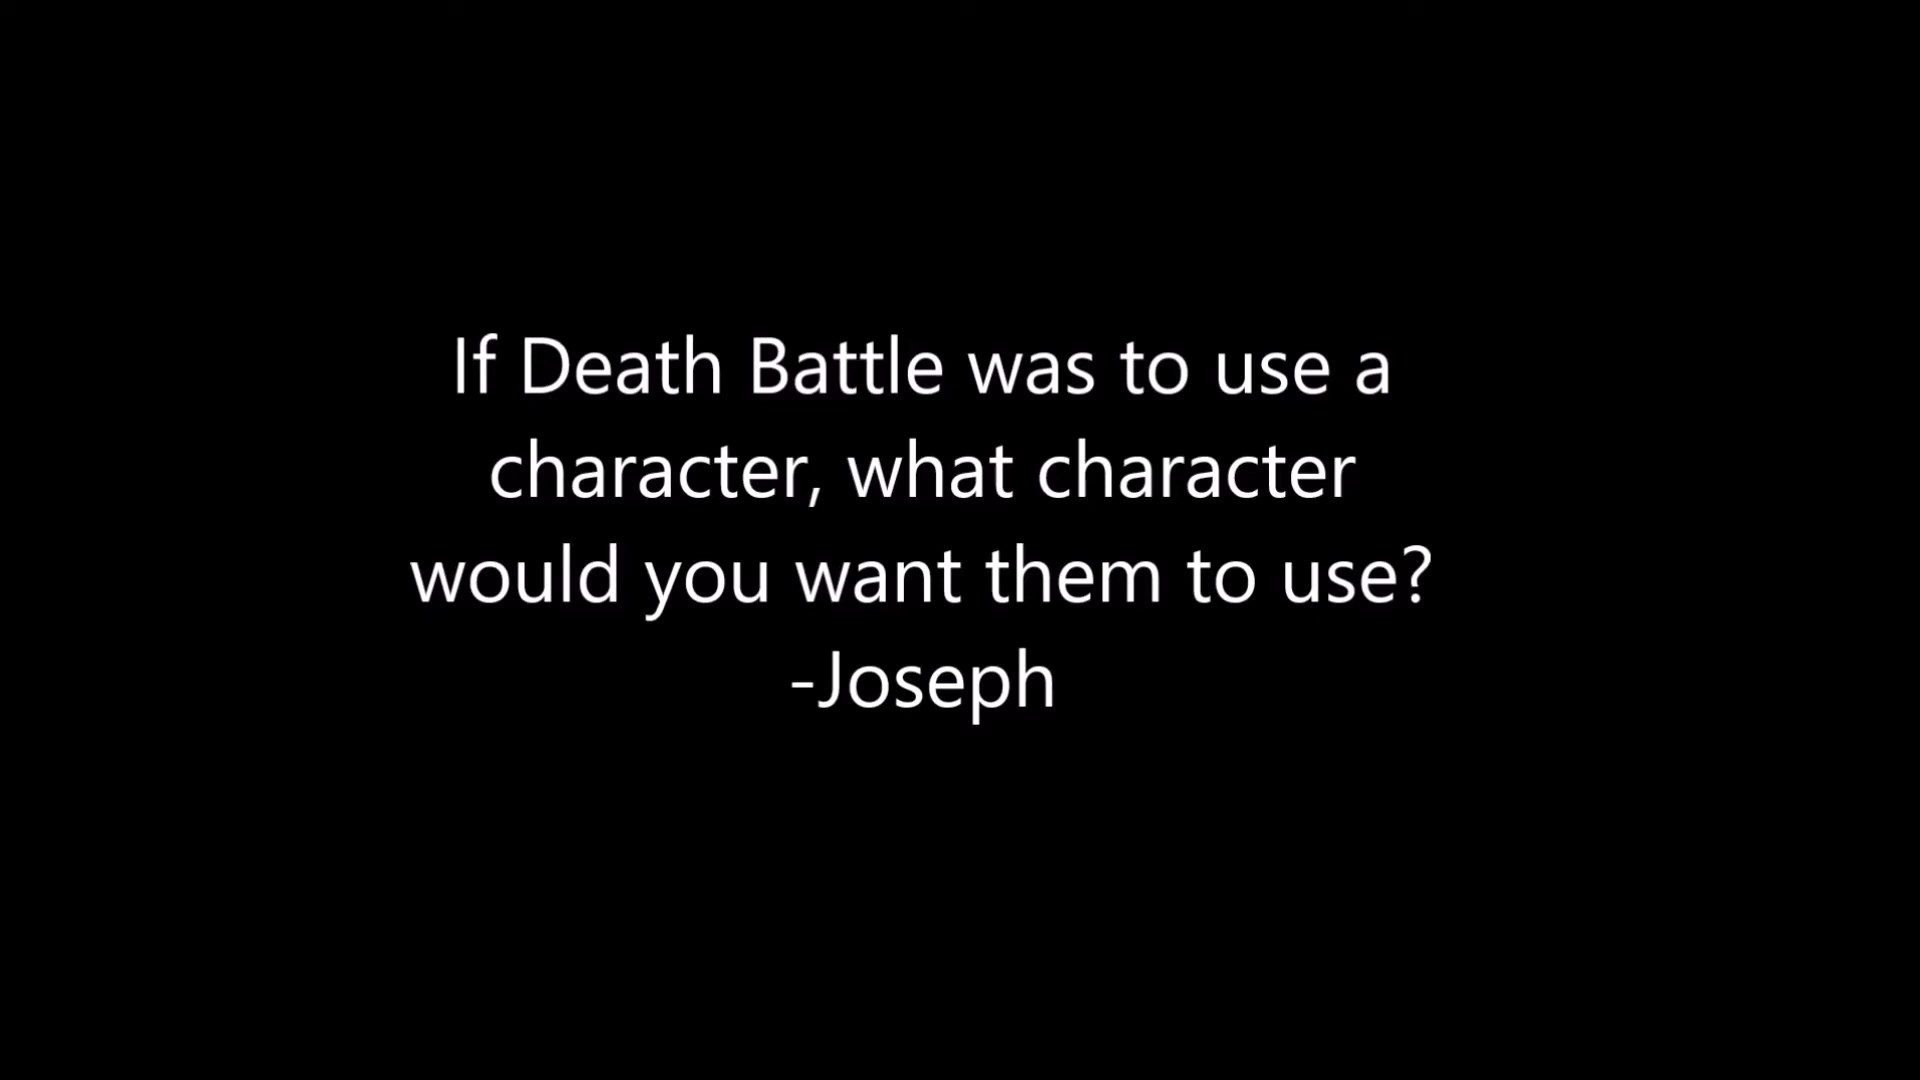 If Death Battle was to use a
character, what character
would you want them to use?
-Joseph